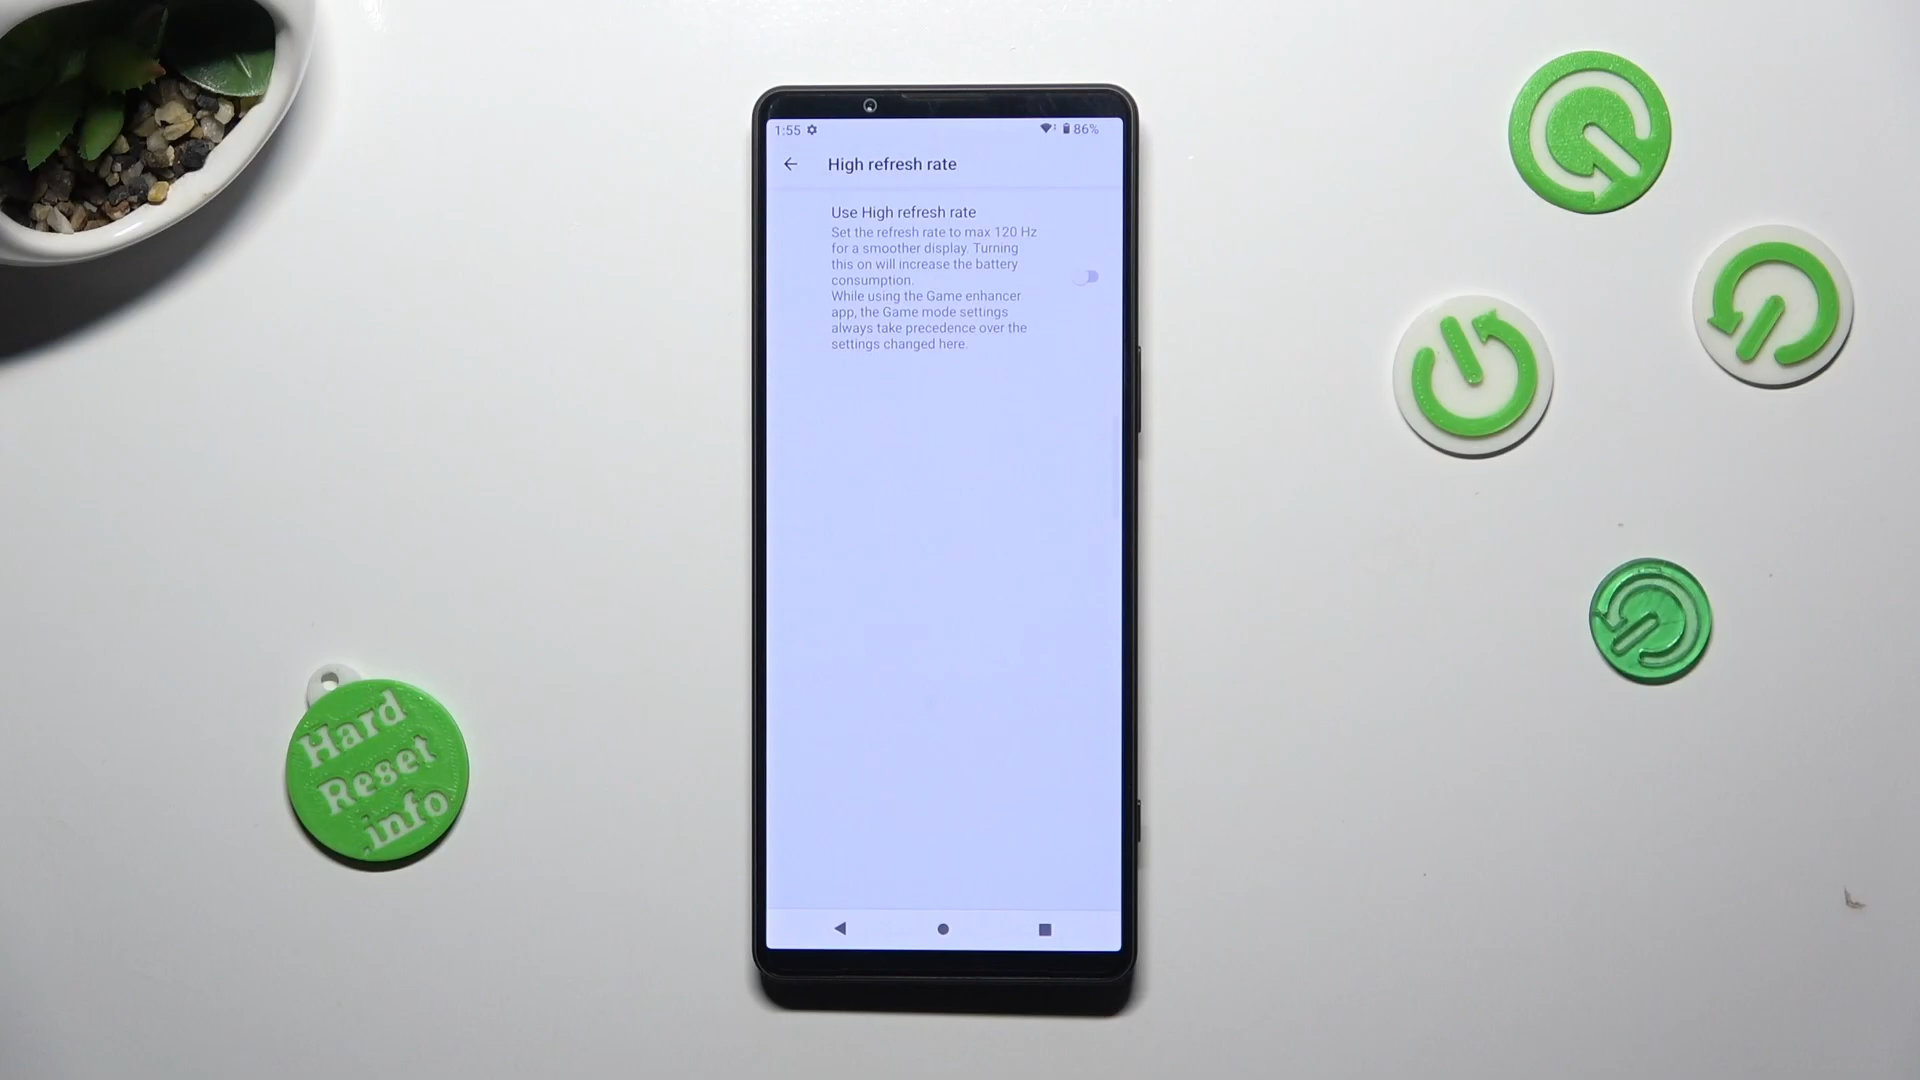 1:55
86%
High refresh rate
Use High refresh rate
Set the refresh rate to max 120 Hz
for a smoother display. Turning
this on will increase the battery
consumption.
While using the Game enhancer
app, the Game mode settings
always take precedence over the
settings changed here.
Hard
Reset
.info